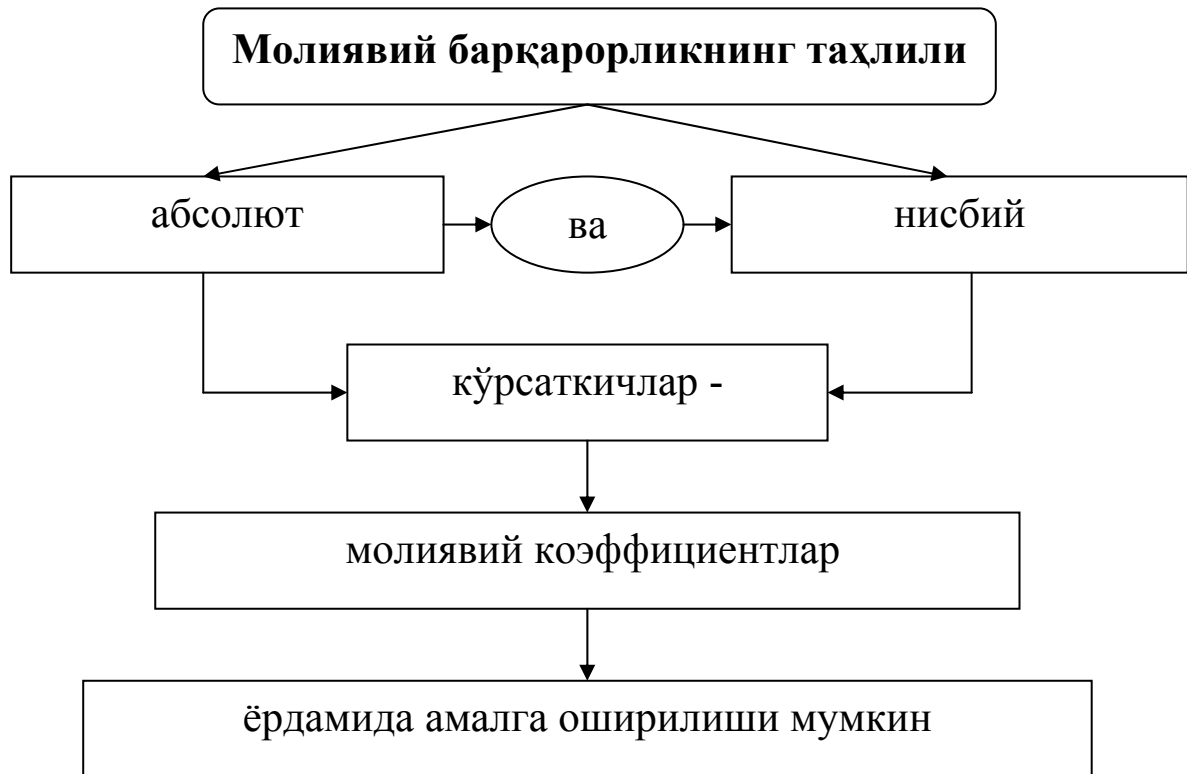 Молиявий барқарорликнинг таҳлили
абсолют
ва
нисбий
кўрсаткичлар -
молиявий коэффициентлар
ёрдамида амалга оширилиши мумкин